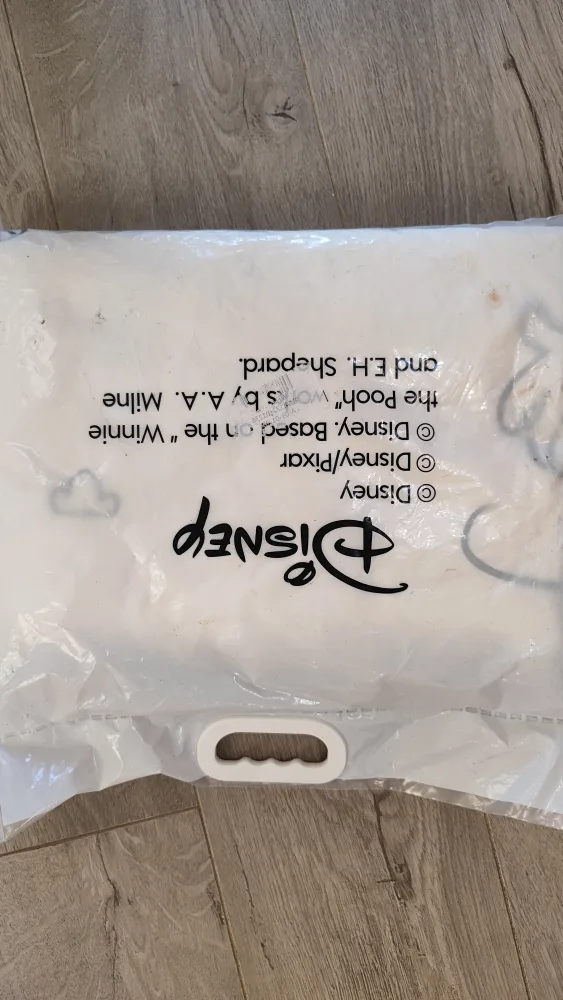 Disney
© Disney
© Disney/Pixar
© Disney. Based on the "Winnie
the Pooh" works by A.A. Milne
and E.H. Shepard.